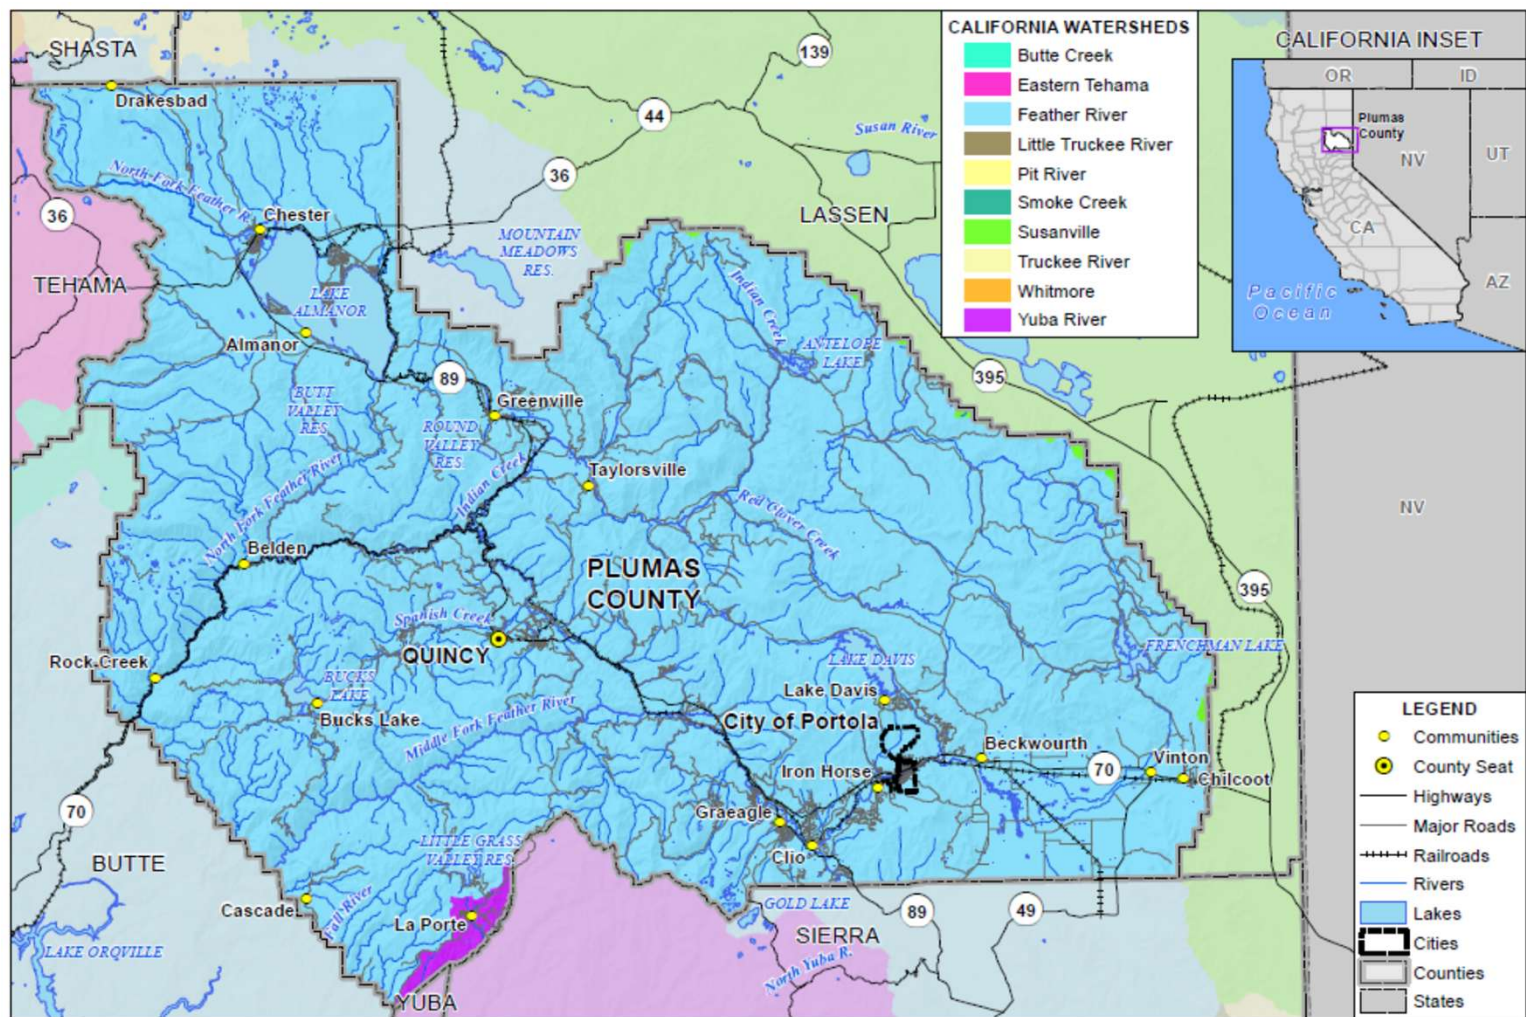 SHASTA
Drakesbad
139
44
36
Susan River
North Fork Feather R.
Chester
36
LASSEN
MOUNTAIN
MEADOWS
RES.
TEHAMA
LAKE
ALMANOR
Almanor
Indian Creek
ANTELOPE
LAKE
395
89
BUTT
VALLEY
RES.
Greenville
ROUND
VALLEY
RES.
Taylorsville
Indian Creek
North Fork Feather River
Red Clover Creek
NV
Belden
PLUMAS
COUNTY
395
Spanish Creek
QUINCY
FRENCHMAN LAKE
Rock Creek
LAKE DAVIS
BUCKS
LAKE
Lake Davis
Bucks Lake
City of Portola
Middle Fork Feather River
Beckwourth
Vinton
Iron Horse
70
Chilcoot
70
Graeagle
Clio
BUTTE
LITTLE GRASS
VALLEY RES.
Cascade
Fall River
La Porte
GOLD LAKE
89
49
SIERRA
LAKE ORQVILLE
North Yuba R.
YUBA
CALIFORNIA WATERSHEDS
Butte Creek
Eastern Tehama
Feather River
Little Truckee River
Pit River
Smoke Creek
Susanville
Truckee River
Whitmore
Yuba River
CALIFORNIA INSET
OR
ID
Plumas
County
NV
UT
CA
AZ
Pacific
Ocean
LEGEND
Communities
County Seat
Highways
Major Roads
Railroads
Rivers
Lakes
Cities
Counties
States